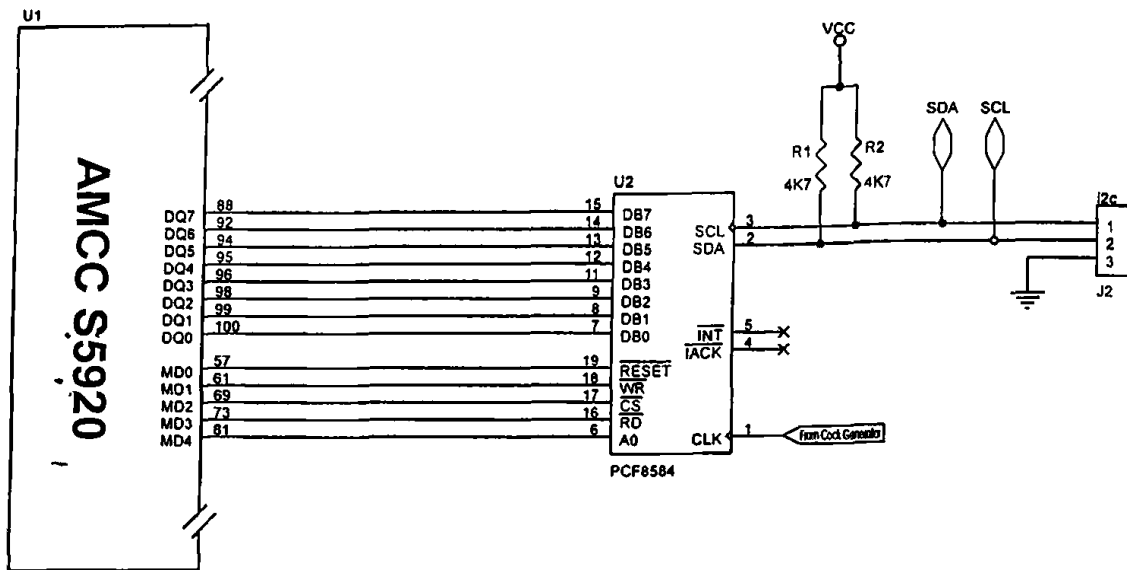 U1
AMCC S5920
DQ7 88
DQ6 92
DQ5 94
DQ4 95
DQ3 96
DQ2 98
DQ1 99
DQ0 100
MD0 57
MD1 61
MD2 69
MD3 73
MD4 81
U2
15 DB7
14 DB6
13 DB5
12 DB4
11 DB3
9 DB2
8 DB1
7 DB0
19 RESET
18 WR
17 CS
16 RD
6 A0
SCL 3
SDA 2
INT 5
IACK 4
CLK 1
PCF8584
From Cock Generator
VCC
R1
4K7
R2
4K7
SDA
SCL
I2c
1
2
3
J2